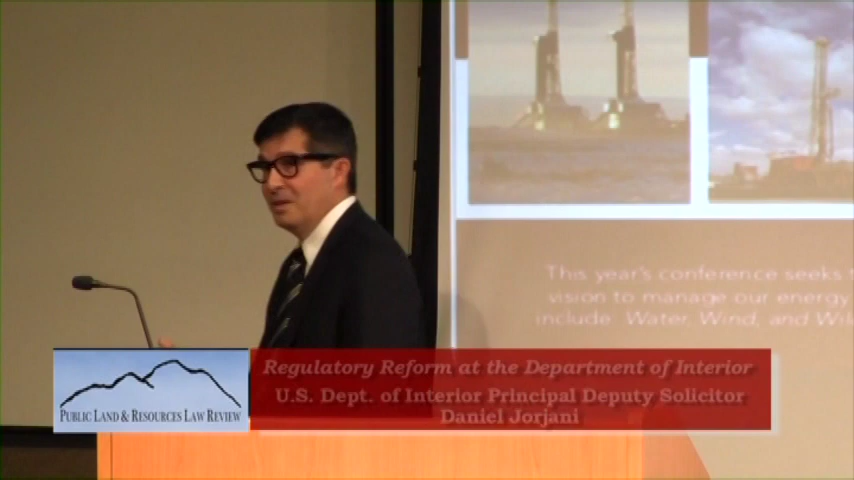 This year's conference seeks
vision to manage our energy
include: Water, Wind, and
Regulatory Reform at the Department of Interior
U.S. Dept. of Interior Principal Deputy Solicitor
Daniel Jorjani
PUBLIC LAND & RESOURCES LAW REVIEW